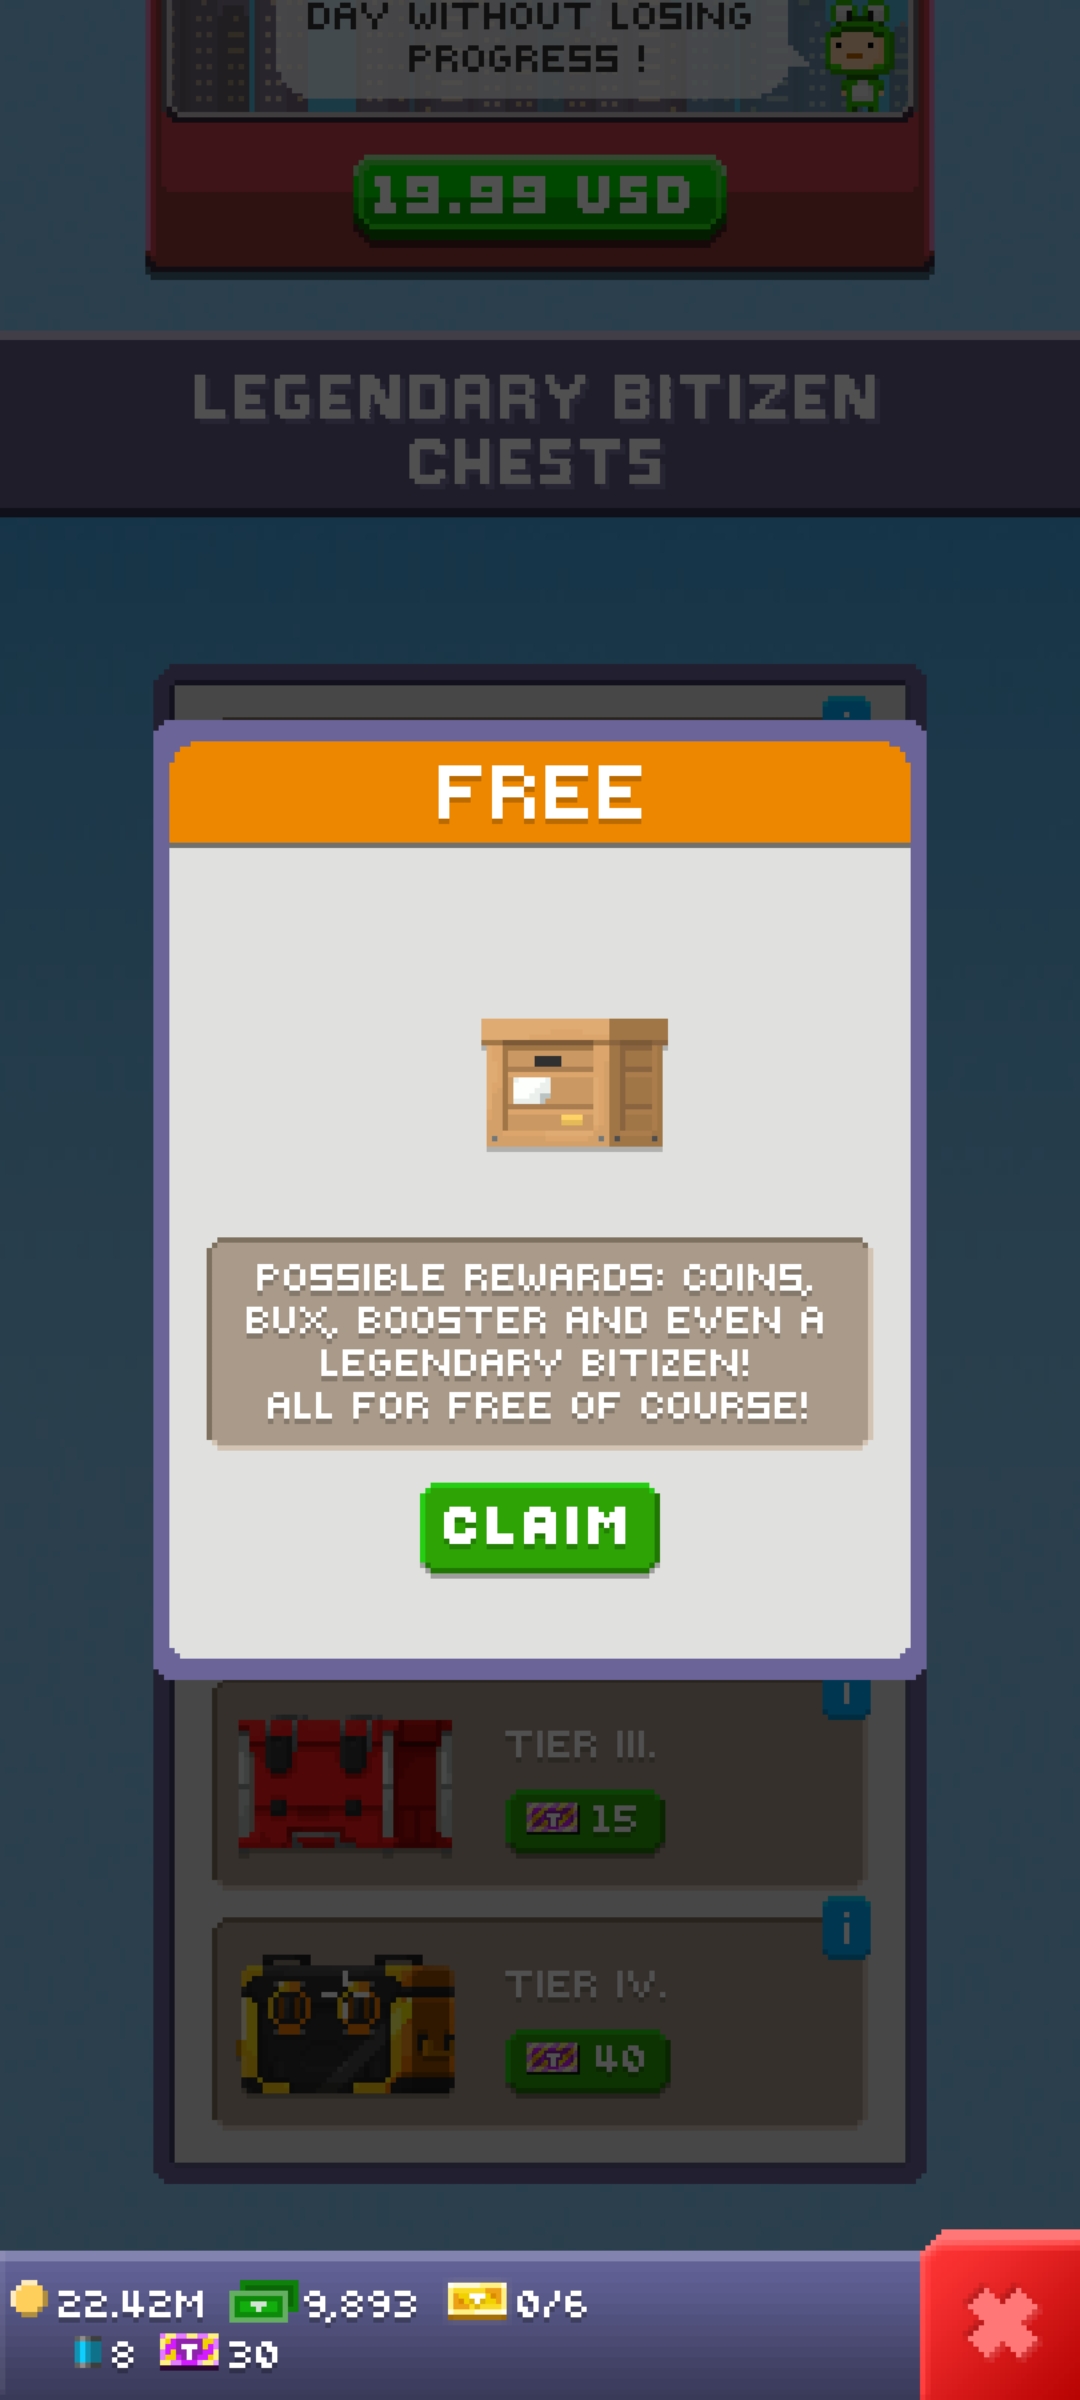 DAY WITHOUT LOSING
PROGRESS !
19.99 USD
LEGENDARY BITIZEN
CHESTS
FREE
POSSIBLE REWARDS: COINS,
BUX, BOOSTER AND EVEN A
LEGENDARY BITIZEN!
ALL FOR FREE OF COURSE!
CLAIM
i
TIER III.
T 15
i
TIER IV.
T 40
22.42M 9,893 0/6
8 T 30